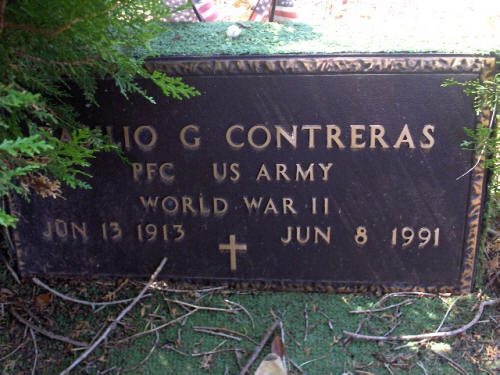 G CONTRERAS
PFC US ARMY
WORLD WAR II
JUN 13 1913 JUN 8 1991